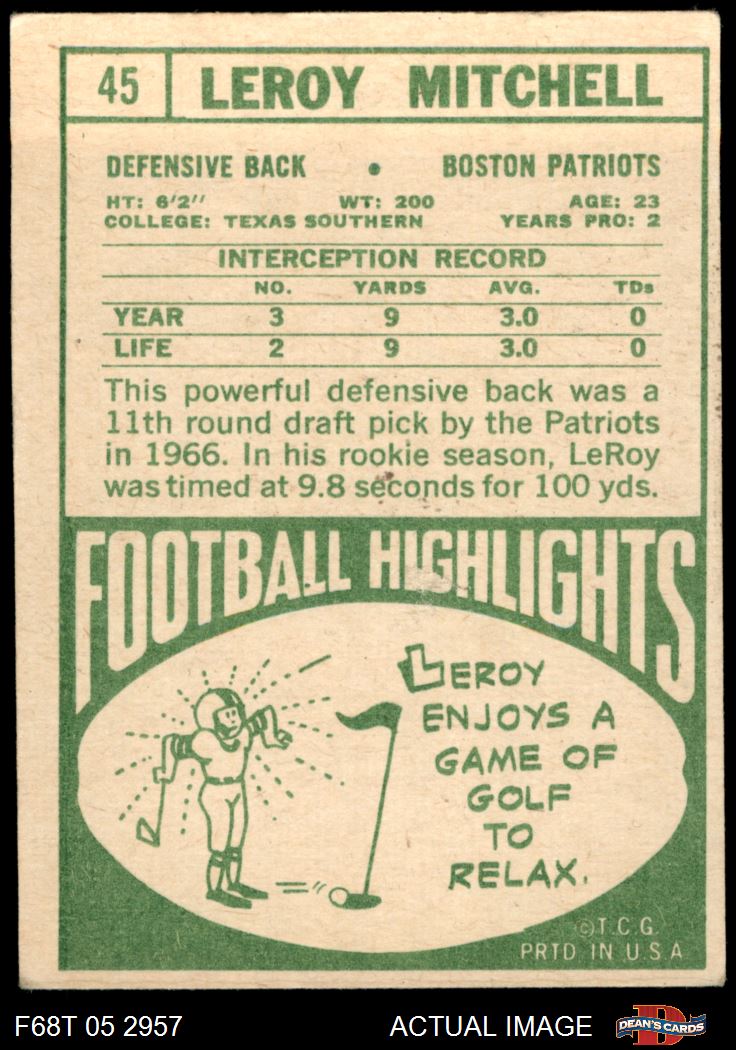 45 LEROY MITCHELL
DEFENSIVE BACK • BOSTON PATRIOTS
HT: 6'2" WT: 200 AGE: 23
COLLEGE: TEXAS SOUTHERN YEARS PRO: 2
INTERCEPTION RECORD
NO. YARDS AVG. TDs
YEAR 3 9 3.0 0
LIFE 2 9 3.0 0
This powerful defensive back was a
11th round draft pick by the Patriots
in 1966. In his rookie season, LeRoy
was timed at 9.8 seconds for 100 yds.
FOOTBALL HIGHLIGHTS
LEROY
ENJOYS A
GAME OF
GOLF
TO
RELAX.
©T.C.G.
PRTD IN U.S.A
F68T 05 2957 ACTUAL IMAGE D DEAN'S CARDS